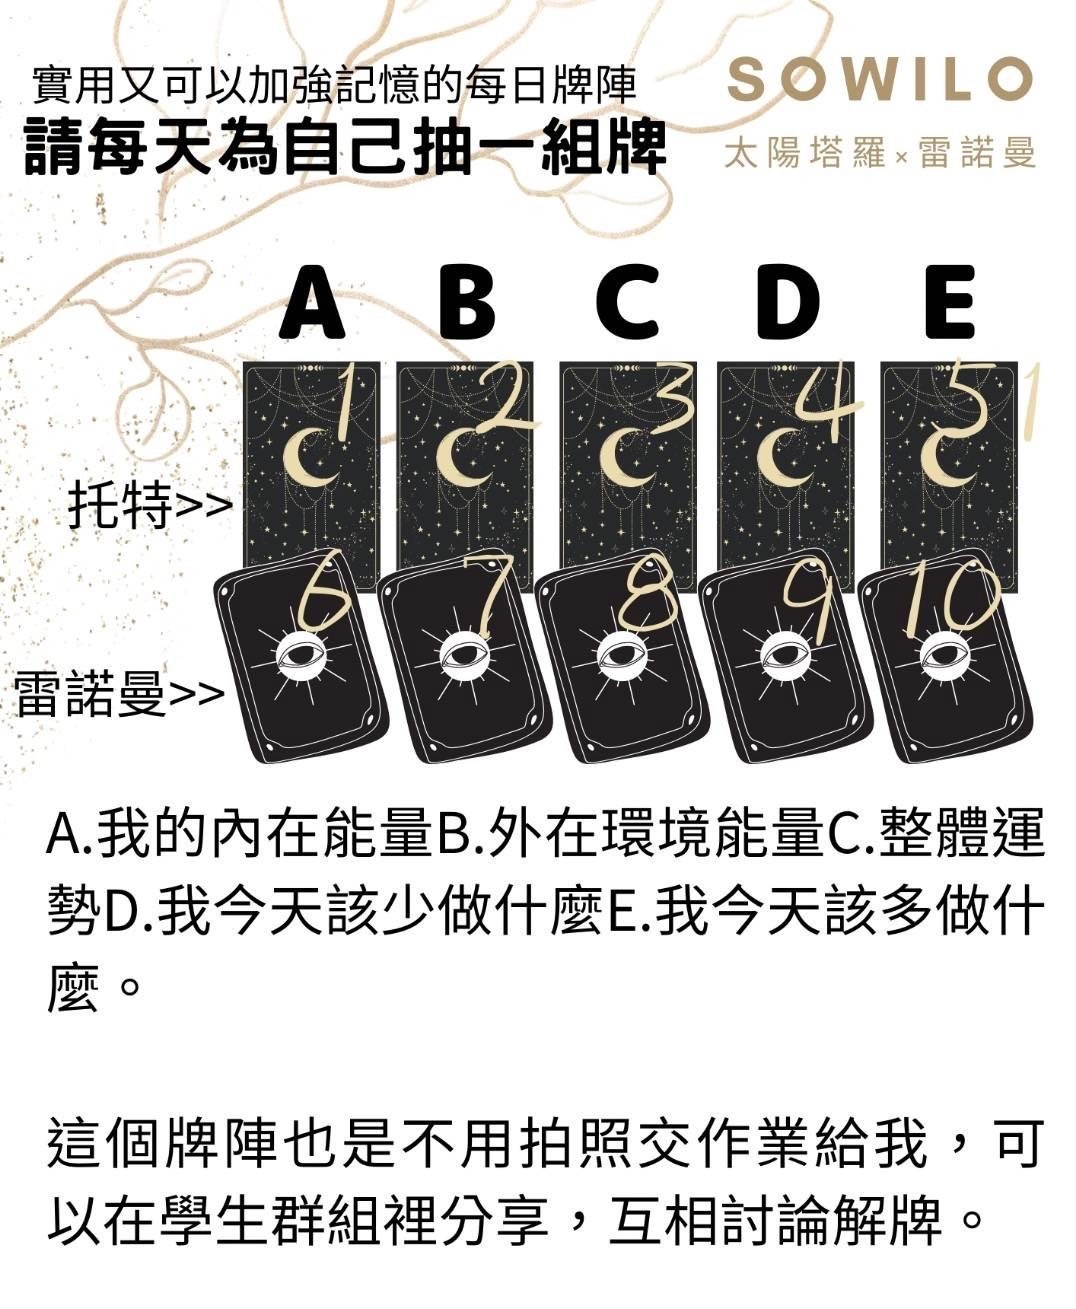 實用又可以加強記憶的每日牌陣
請每天為自己抽一組牌
SOWILO
太陽塔羅×雷諾曼
A B C D E
1 2 3 4 5 1
托特>>
6 7 8 9 10
雷諾曼>>
A.我的內在能量B.外在環境能量C.整體運
勢D.我今天該少做什麼E.我今天該多做什
麼。
這個牌陣也是不用拍照交作業給我，可
以在學生群組裡分享，互相討論解牌。